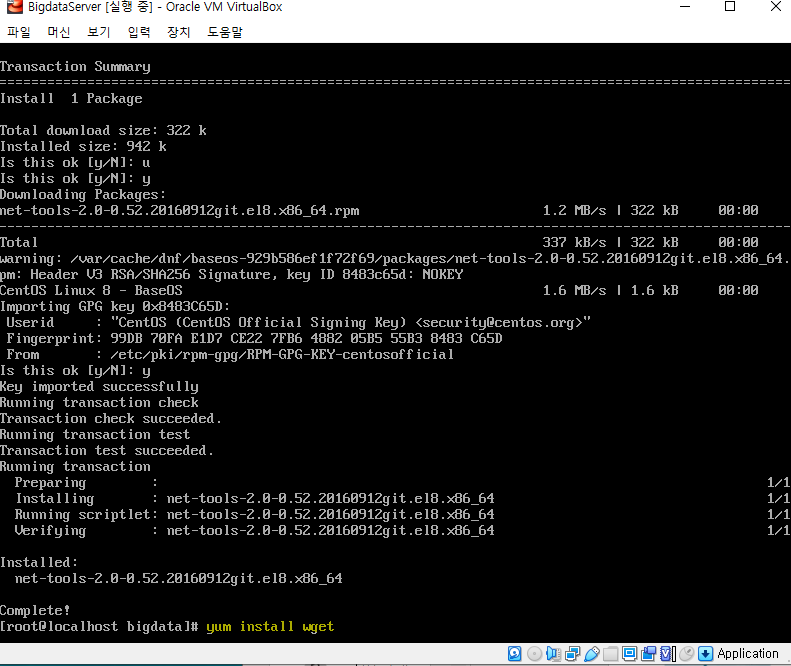 BigdataServer [실행 중] - Oracle VM VirtualBox
파일 머신 보기 입력 장치 도움말
Transaction Summary
================================================================================
Install  1 Package
Total download size: 322 k
Installed size: 942 k
Is this ok [y/N]: u
Is this ok [y/N]: y
Downloading Packages:
net-tools-2.0-0.52.20160912git.el8.x86_64.rpm 1.2 MB/s | 322 kB 00:00
--------------------------------------------------------------------------------
Total 337 kB/s | 322 kB 00:00
warning: /var/cache/dnf/baseos-929b586ef1f72f69/packages/net-tools-2.0-0.52.20160912git.el8.x86_64.
pm: Header V3 RSA/SHA256 Signature, key ID 8483c65d: NOKEY
CentOS Linux 8 - BaseOS 1.6 MB/s | 1.6 kB 00:00
Importing GPG key 0x8483C65D:
Userid : "CentOS (CentOS Official Signing Key) <security@centos.org>"
Fingerprint: 99DB 70FA E1D7 CE22 7FB6 4882 05B5 55B3 8483 C65D
From : /etc/pki/rpm-gpg/RPM-GPG-KEY-centosofficial
Is this ok [y/N]: y
Key imported successfully
Running transaction check
Transaction check succeeded.
Running transaction test
Transaction test succeeded.
Running transaction
Preparing : 1/1
Installing : net-tools-2.0-0.52.20160912git.el8.x86_64 1/1
Running scriptlet: net-tools-2.0-0.52.20160912git.el8.x86_64 1/1
Verifying : net-tools-2.0-0.52.20160912git.el8.x86_64 1/1
Installed:
net-tools-2.0-0.52.20160912git.el8.x86_64
Complete!
[root@localhost bigdata]# yum install wget
Application